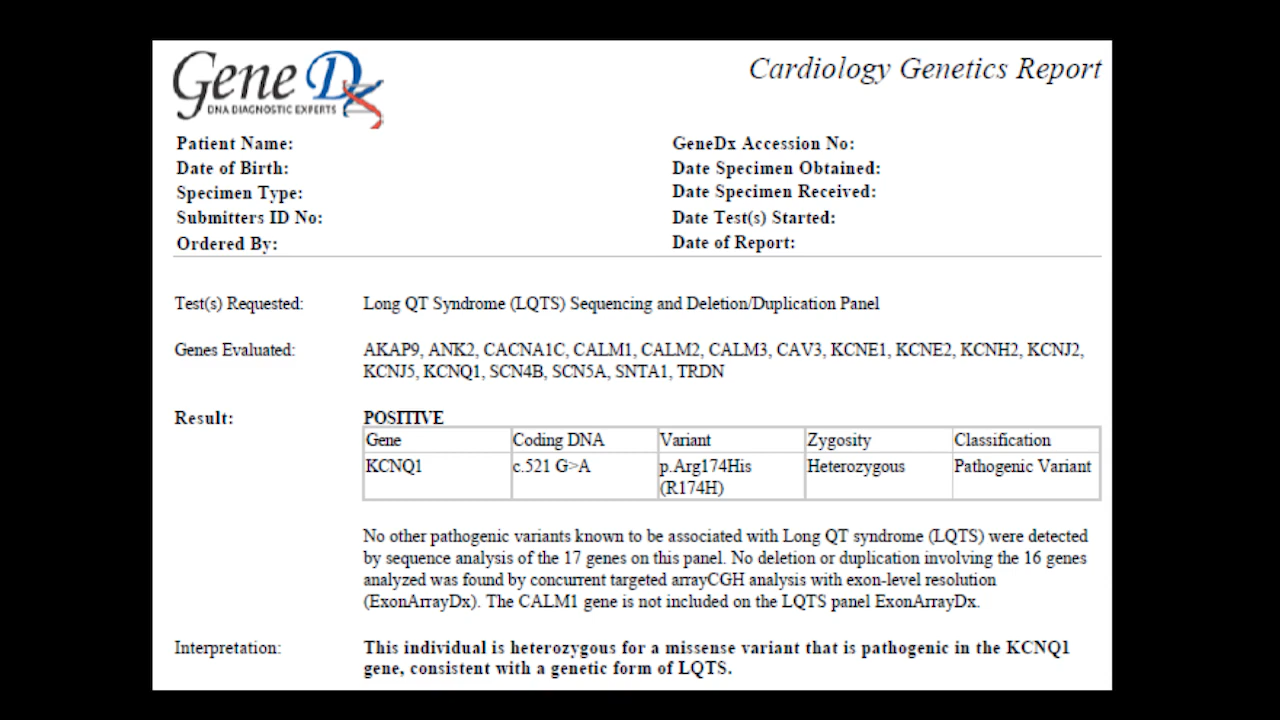 Gene Dx
DNA DIAGNOSTIC EXPERTS
Cardiology Genetics Report
Patient Name:
Date of Birth:
Specimen Type:
Submitters ID No:
Ordered By:
GeneDx Accession No:
Date Specimen Obtained:
Date Specimen Received:
Date Test(s) Started:
Date of Report:
Test(s) Requested: Long QT Syndrome (LQTS) Sequencing and Deletion/Duplication Panel
Genes Evaluated: AKAP9, ANK2, CACNA1C, CALM1, CALM2, CALM3, CAV3, KCNE1, KCNE2, KCNH2, KCNJ2,
KCNJ5, KCNQ1, SCN4B, SCN5A, SNTA1, TRDN
Result: POSITIVE
Gene Coding DNA Variant Zygosity Classification
KCNQ1 c.521 G>A p.Arg174His Heterozygous Pathogenic Variant
(R174H)
No other pathogenic variants known to be associated with Long QT syndrome (LQTS) were detected
by sequence analysis of the 17 genes on this panel. No deletion or duplication involving the 16 genes
analyzed was found by concurrent targeted arrayCGH analysis with exon-level resolution
(ExonArrayDx). The CALM1 gene is not included on the LQTS panel ExonArrayDx.
Interpretation: This individual is heterozygous for a missense variant that is pathogenic in the KCNQ1
gene, consistent with a genetic form of LQTS.